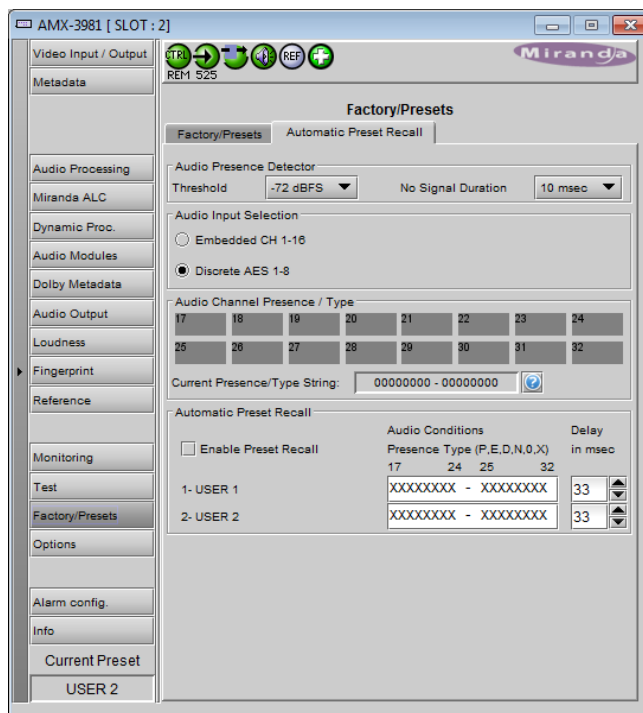 AMX-3981 [ SLOT : 2]
Video Input / Output
Metadata
Audio Processing
Miranda ALC
Dynamic Proc.
Audio Modules
Dolby Metadata
Audio Output
Loudness
Fingerprint
Reference
Monitoring
Test
Factory/Presets
Options
Alarm config.
Info
Current Preset
USER 2
CTRL
REF
REM 525
Miranda
Factory/Presets
Factory/Presets Automatic Preset Recall
Audio Presence Detector
Threshold -72 dBFS No Signal Duration 10 msec
Audio Input Selection
Embedded CH 1-16
Discrete AES 1-8
Audio Channel Presence / Type
17 18 19 20 21 22 23 24
25 26 27 28 29 30 31 32
Current Presence/Type String: 00000000 - 00000000 ?
Automatic Preset Recall
Audio Conditions Delay
Enable Preset Recall Presence Type (P,E,D,N,0,X) in msec
17 24 25 32
1- USER 1 XXXXXXXX - XXXXXXXX 33
2- USER 2 XXXXXXXX - XXXXXXXX 33